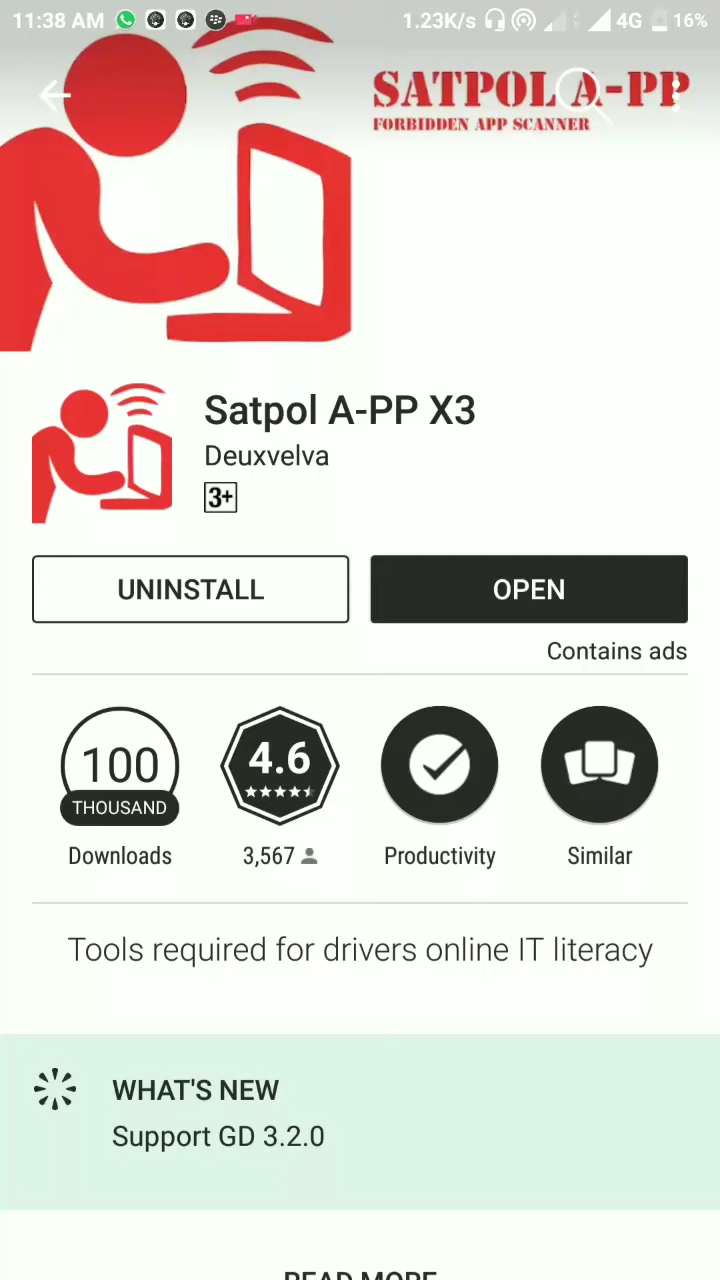 11:38 AM 1.23K/s 4G 16%
SATPOL A-PP
FORBIDDEN APP SCANNER
Satpol A-PP X3
Deuxvelva
3+
UNINSTALL OPEN
Contains ads
100 4.6
THOUSAND
Downloads 3,567 Productivity Similar
Tools required for drivers online IT literacy
WHAT'S NEW
Support GD 3.2.0
READ MORE